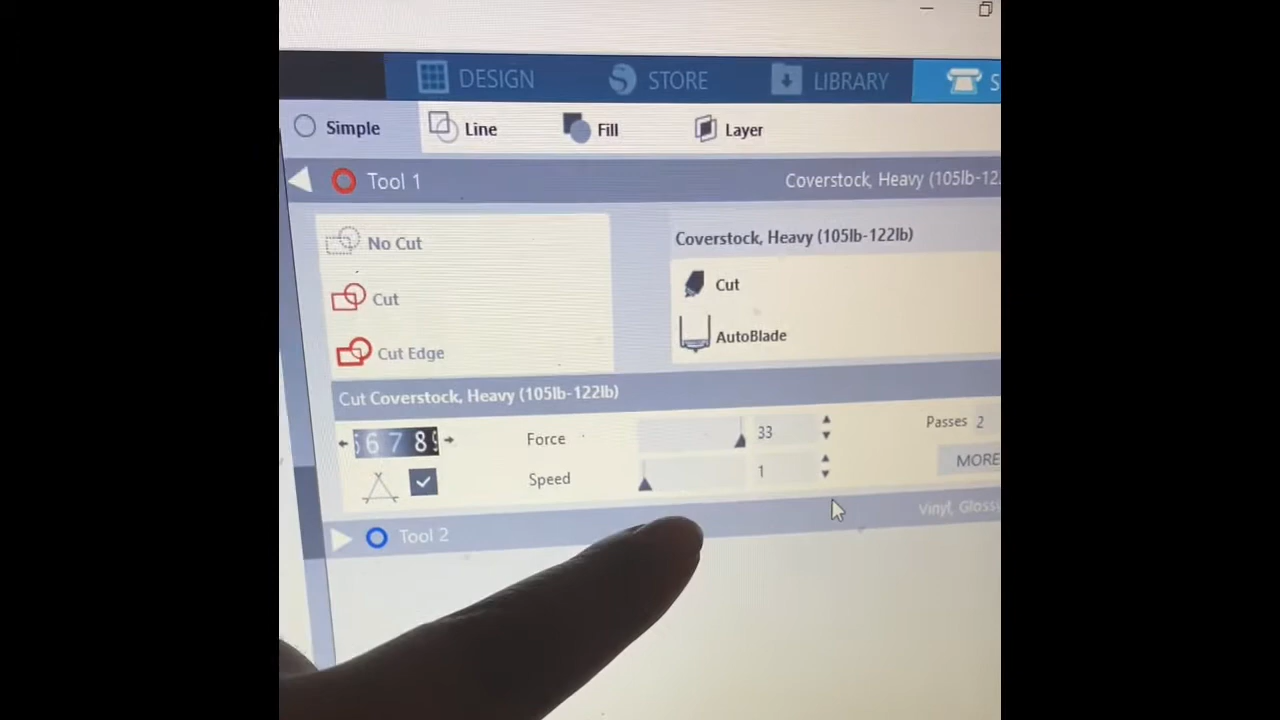 DESIGN STORE LIBRARY S
Simple Line Fill Layer
Tool 1 Coverstock, Heavy (105lb-12
No Cut Coverstock, Heavy (105lb-122lb)
Cut Cut
Cut Edge AutoBlade
Cut Coverstock, Heavy (105lb-122lb)
6 7 8 9 Force 33 Passes 2
Speed 1 MORE
Tool 2 Vinyl, Gloss